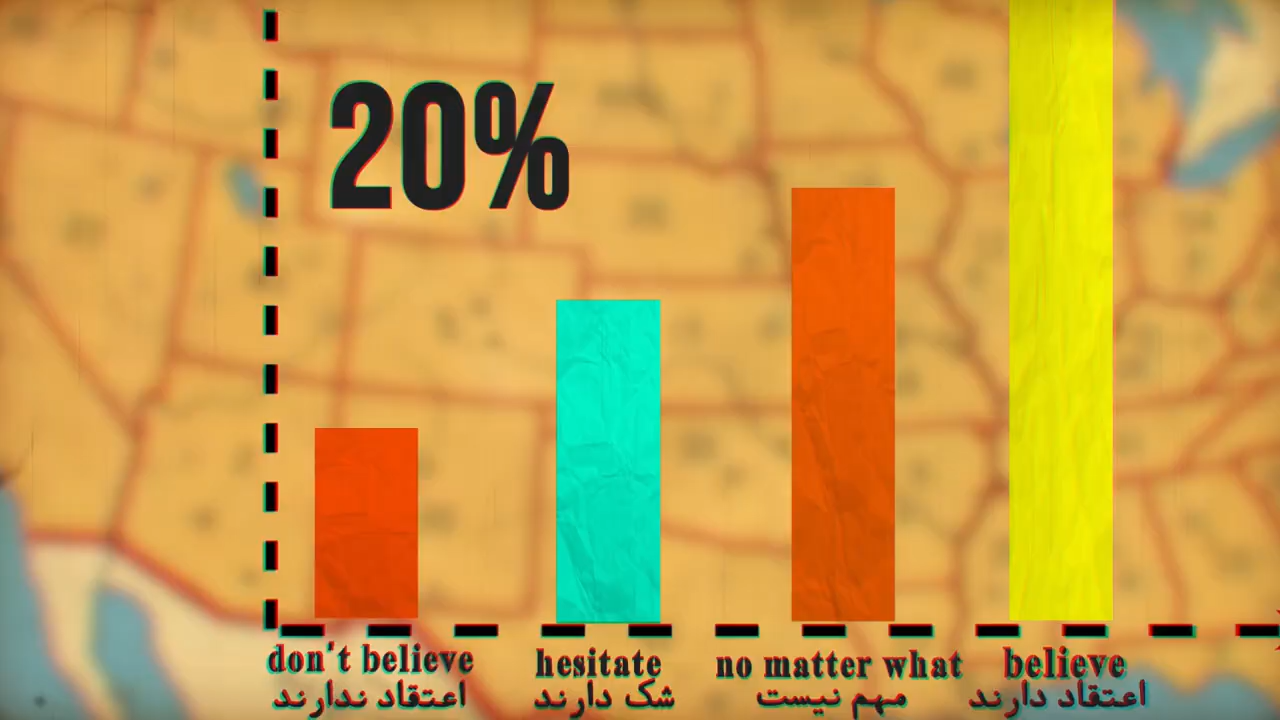 20%
don't believe
اعتقاد ندارند
hesitate
شک دارند
no matter what
مهم نیست
believe
اعتقاد دارند